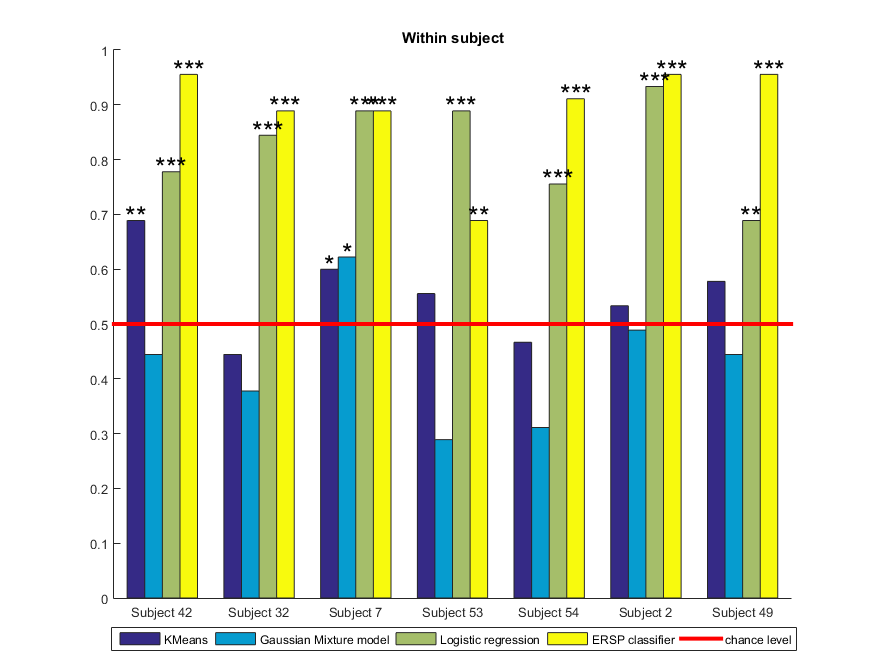 Within subject
1
*** *** ***
***
0.9 *** *** *** *** ***
***
0.8
*** ***
0.7 ** ** **
* *
0.6
0.5
0.4
0.3
0.2
0.1
0
Subject 42 Subject 32 Subject 7 Subject 53 Subject 54 Subject 2 Subject 49
KMeans Gaussian Mixture model Logistic regression ERSP classifier chance level